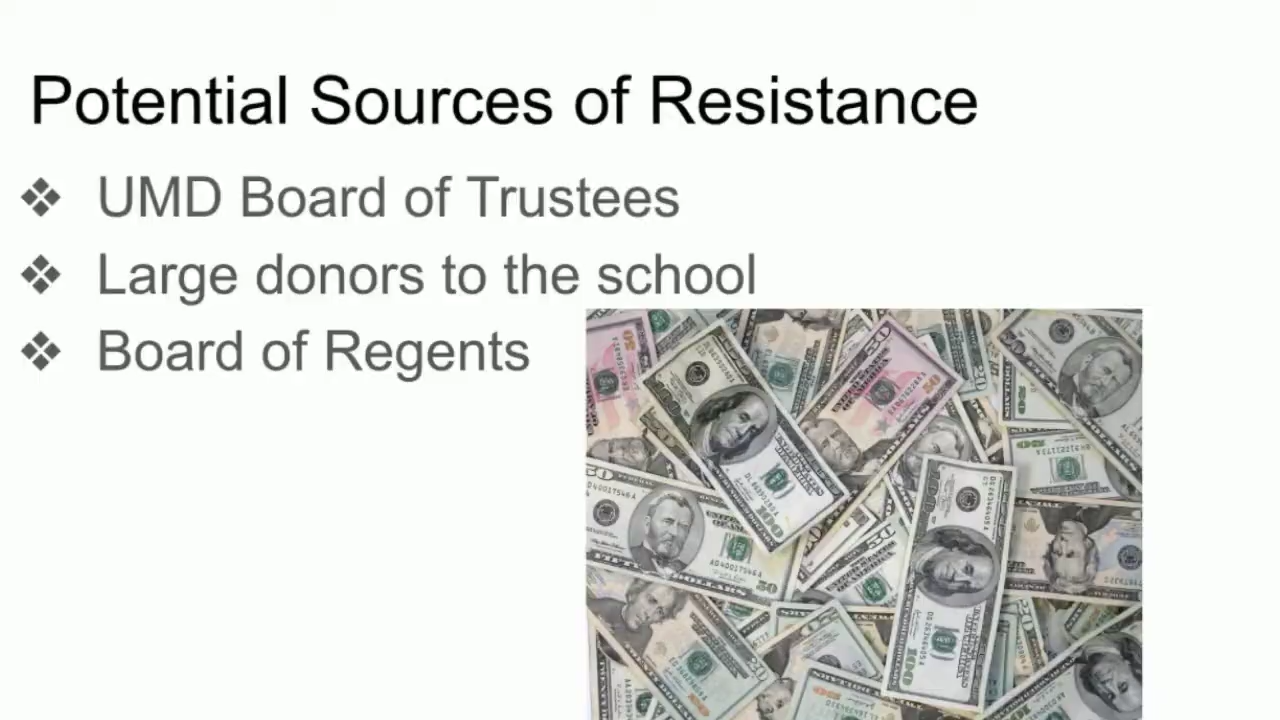 Potential Sources of Resistance
❖ UMD Board of Trustees
❖ Large donors to the school
❖ Board of Regents